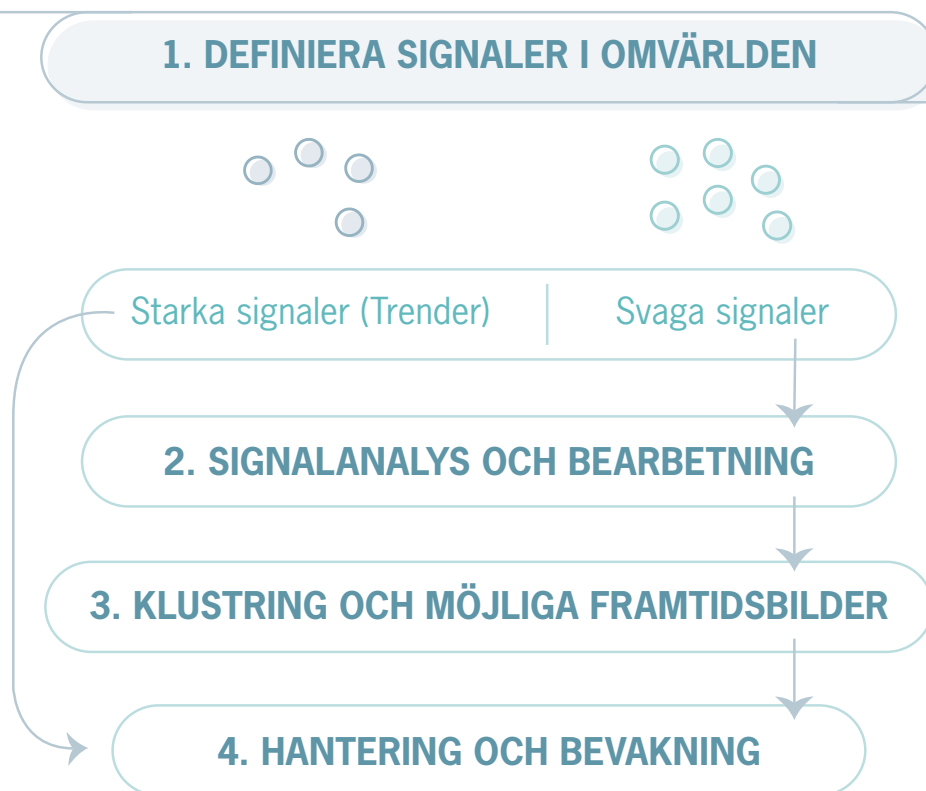 1. DEFINIERA SIGNALER I OMVÄRLDEN
Starka signaler (Trender)
Svaga signaler
2. SIGNALANALYS OCH BEARBETNING
3. KLUSTRING OCH MÖJLIGA FRAMTIDSBILDER
4. HANTERING OCH BEVAKNING